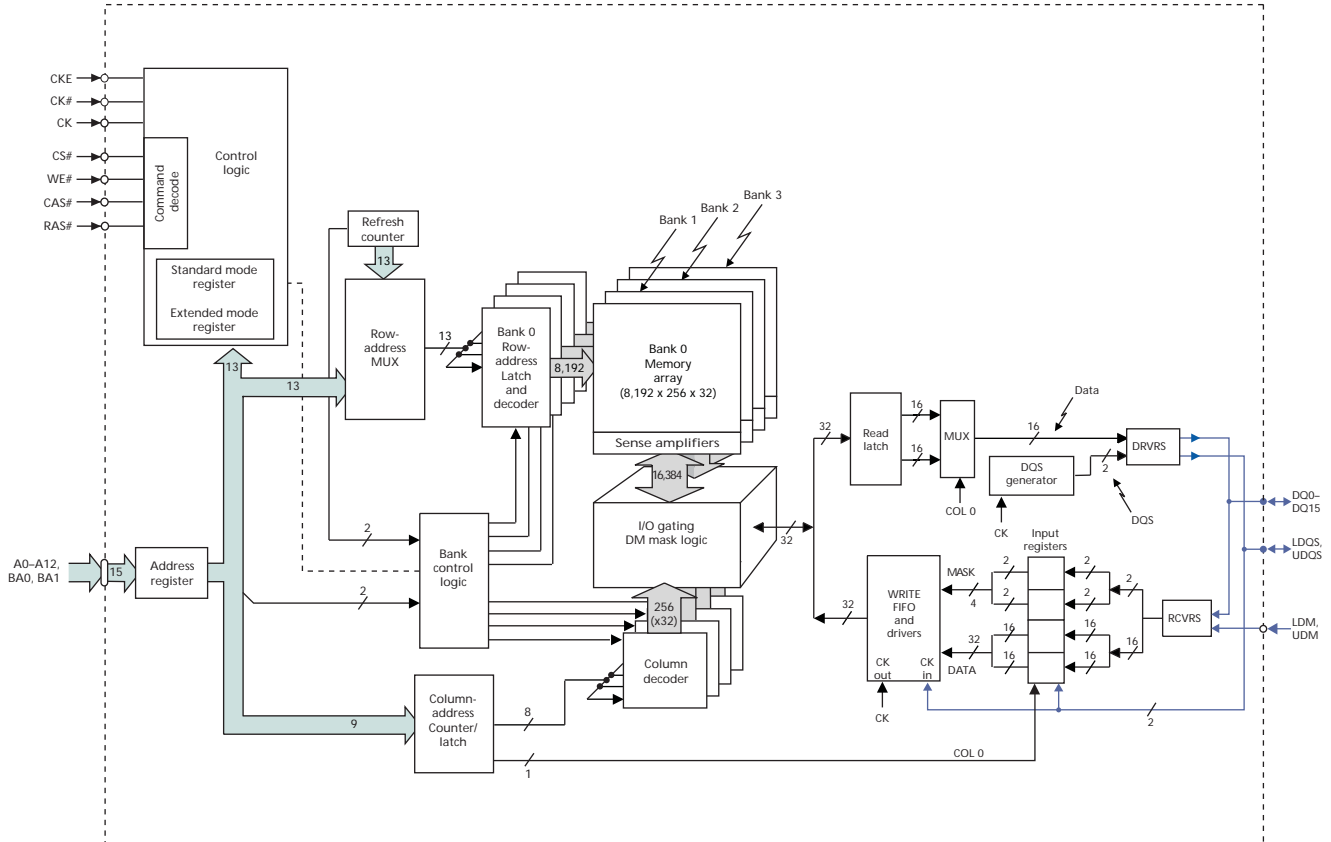 CKE
CK#
CK
CS#
WE#
CAS#
RAS#
Command
decode
Control
logic
Standard mode
register
Extended mode
register
Refresh
counter
13
Row-
address
MUX
13
Bank 0
Row-
address
Latch
and
decoder
8,192
Bank 1
Bank 2
Bank 3
Bank 0
Memory
array
(8,192 x 256 x 32)
Sense amplifiers
16,384
I/O gating
DM mask logic
32
13
13
A0–A12,
BA0, BA1
15
Address
register
2
2
Bank
control
logic
256
(x32)
Column
decoder
9
Column-
address
Counter/
latch
8
1
COL 0
32
Read
latch
16
16
MUX
COL 0
16
Data
DQS
generator
CK
2
DQS
DRVRS
DQ0–
DQ15
LDQS,
UDQS
LDM,
UDM
RCVRS
Input
registers
2
2
2
2
2
16
16
16
16
16
MASK
4
32
DATA
WRITE
FIFO
and
drivers
CK
out
CK
in
CK
32
2